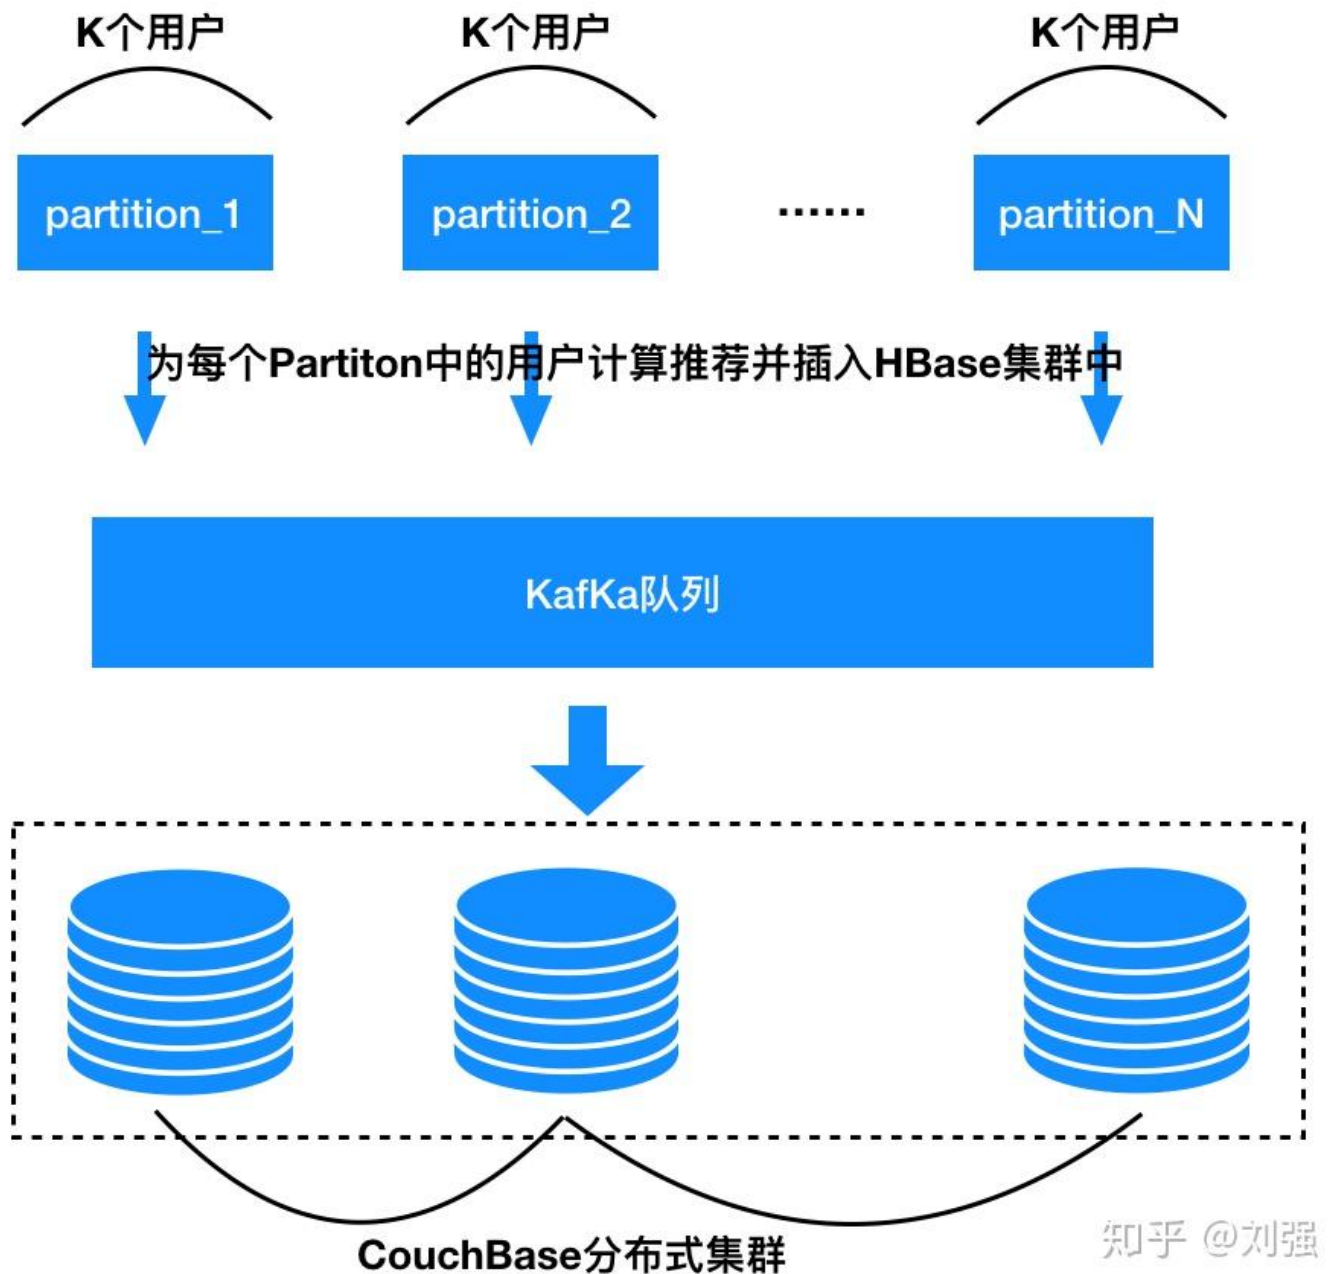 K个用户 K个用户 K个用户
partition_1 partition_2 ...... partition_N
为每个Partiton中的用户计算推荐并插入HBase集群中
KafKa队列
CouchBase分布式集群
知乎 @刘强